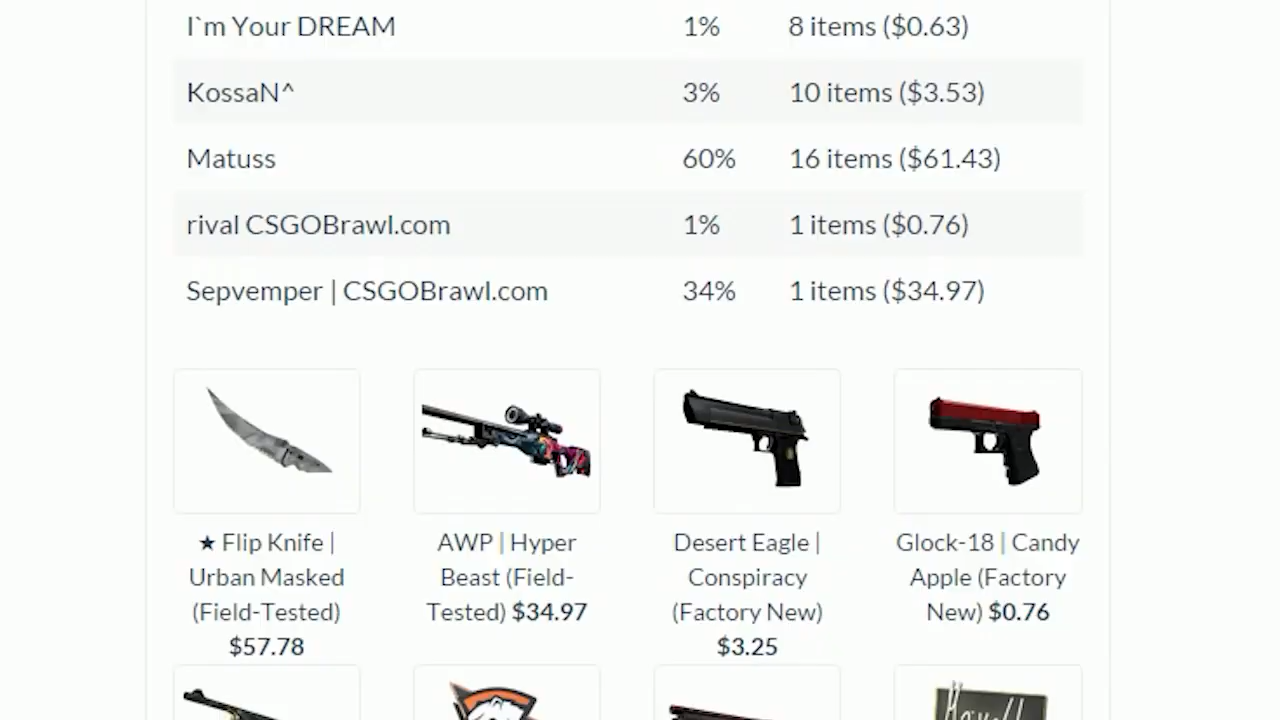 I`m Your DREAM 1% 8 items ($0.63)
KossaN^ 3% 10 items ($3.53)
Matuss 60% 16 items ($61.43)
rival CSGOBrawl.com 1% 1 items ($0.76)
Sepvemper | CSGOBrawl.com 34% 1 items ($34.97)
★ Flip Knife |
Urban Masked
(Field-Tested)
$57.78
AWP | Hyper
Beast (Field-
Tested) $34.97
Desert Eagle |
Conspiracy
(Factory New)
$3.25
Glock-18 | Candy
Apple (Factory
New) $0.76